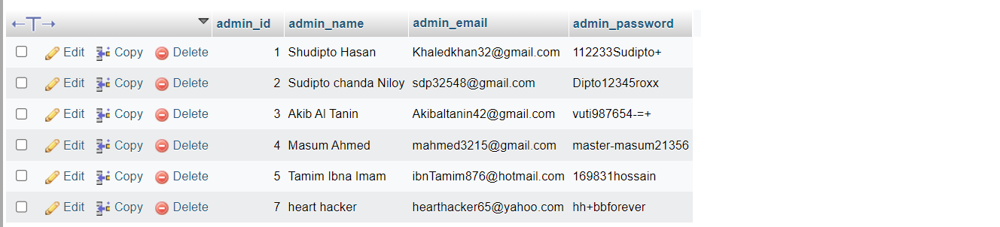 admin_id admin_name admin_email admin_password
Edit Copy Delete 1 Shudipto Hasan Khaledkhan32@gmail.com 112233Sudipto+
Edit Copy Delete 2 Sudipto chanda Niloy sdp32548@gmail.com Dipto12345roxx
Edit Copy Delete 3 Akib Al Tanin Akibaltanin42@gmail.com vuti987654-=+
Edit Copy Delete 4 Masum Ahmed mahmed3215@gmail.com master-masum21356
Edit Copy Delete 5 Tamim Ibna Imam ibnTamim876@hotmail.com 169831hossain
Edit Copy Delete 7 heart hacker hearthacker65@yahoo.com hh+bbforever